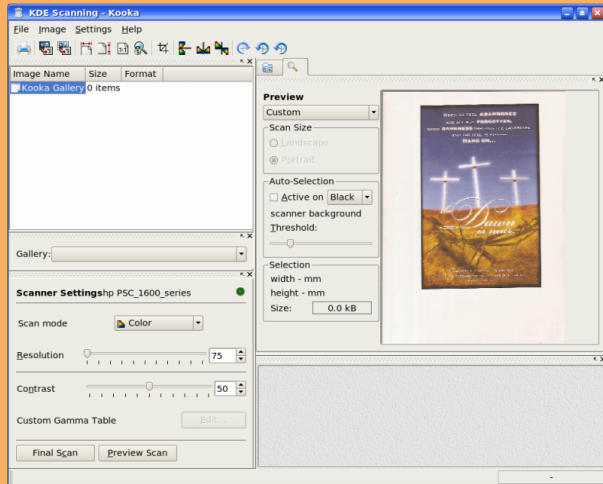 KDE Scanning - Kooka
File Image Settings Help
Image Name Size Format
Kooka Gallery 0 items
Gallery:
Scanner Settings hp PSC_1600_series
Scan mode Color
Resolution 75
Contrast 50
Custom Gamma Table Edit...
Final Scan Preview Scan
Preview
Custom
Scan Size
Landscape
Portrait
Auto-Selection
Active on Black
scanner background
Threshold:
Selection
width - mm
height - mm
Size: 0.0 kB
ABANDONED
FORGOTTEN,
DARKNESS
HANG ON...
Dawn
is near.
-